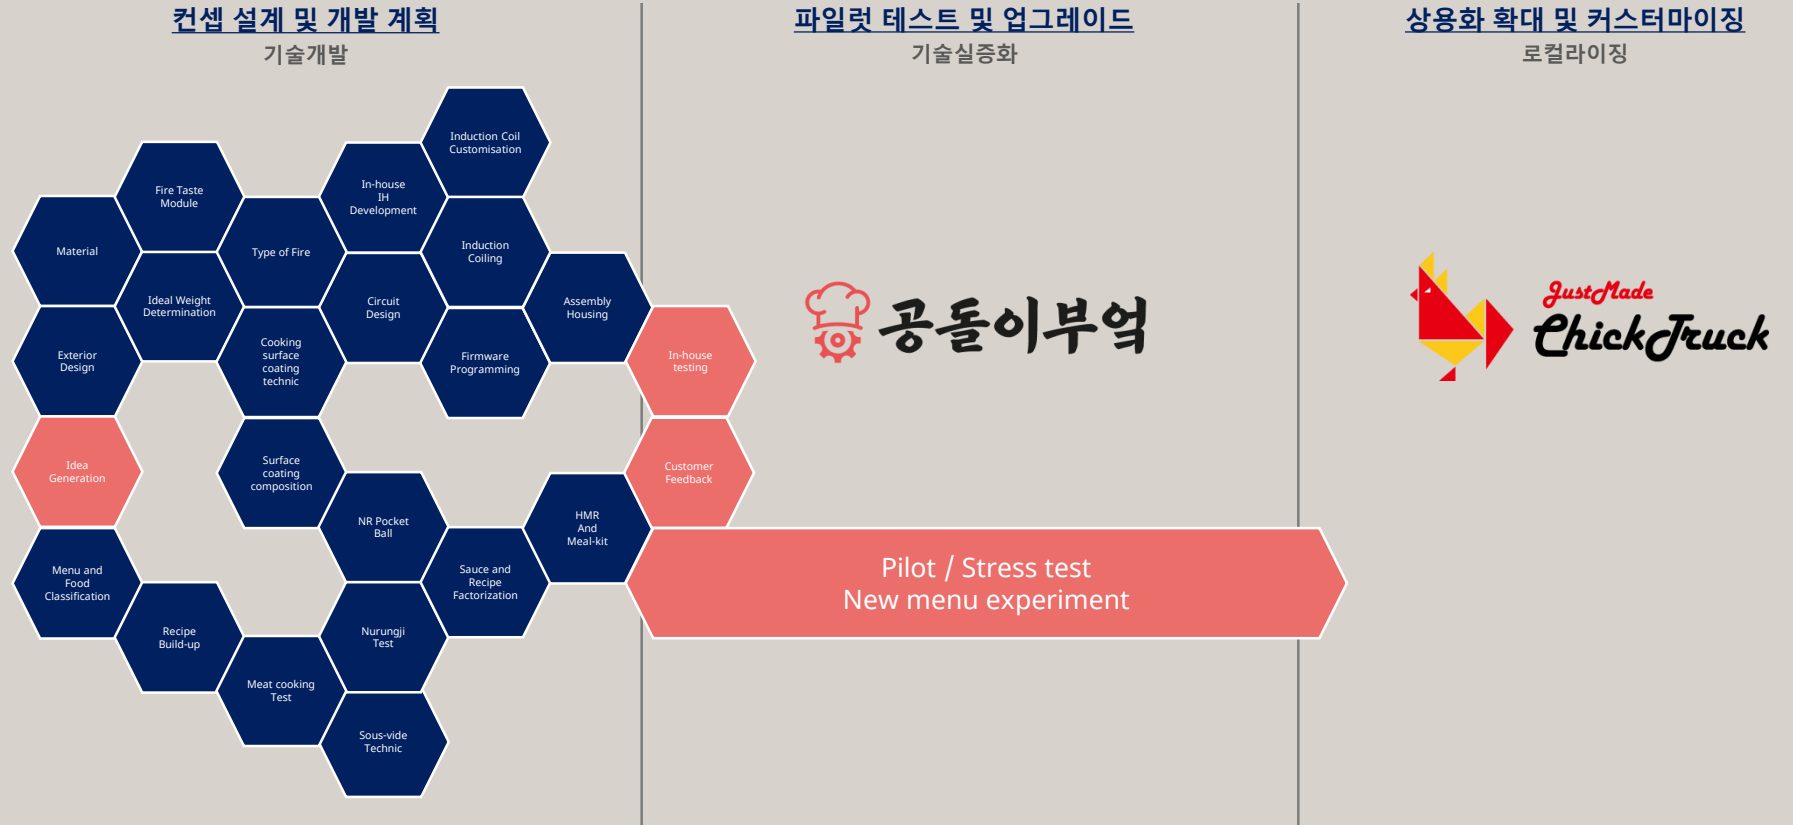 컨셉 설계 및 개발 계획
기술개발
파일럿 테스트 및 업그레이드
기술실증화
상용화 확대 및 커스터마이징
로컬라이징
Induction Coil
Customisation
Fire Taste
Module
In-house
IH
Development
Material
Type of Fire
Induction
Coiling
Ideal Weight
Determination
Circuit
Design
Assembly
Housing
Exterior
Design
Cooking
surface
coating
technic
Firmware
Programming
In-house
testing
Idea
Generation
Surface
coating
composition
Customer
Feedback
NR Pocket
Ball
HMR
And
Meal-kit
Menu and
Food
Classification
Sauce and
Recipe
Factorization
Recipe
Build-up
Nurungji
Test
Meat cooking
Test
Sous-vide
Technic
공돌이부엌
JustMade
ChickTruck
Pilot / Stress test
New menu experiment